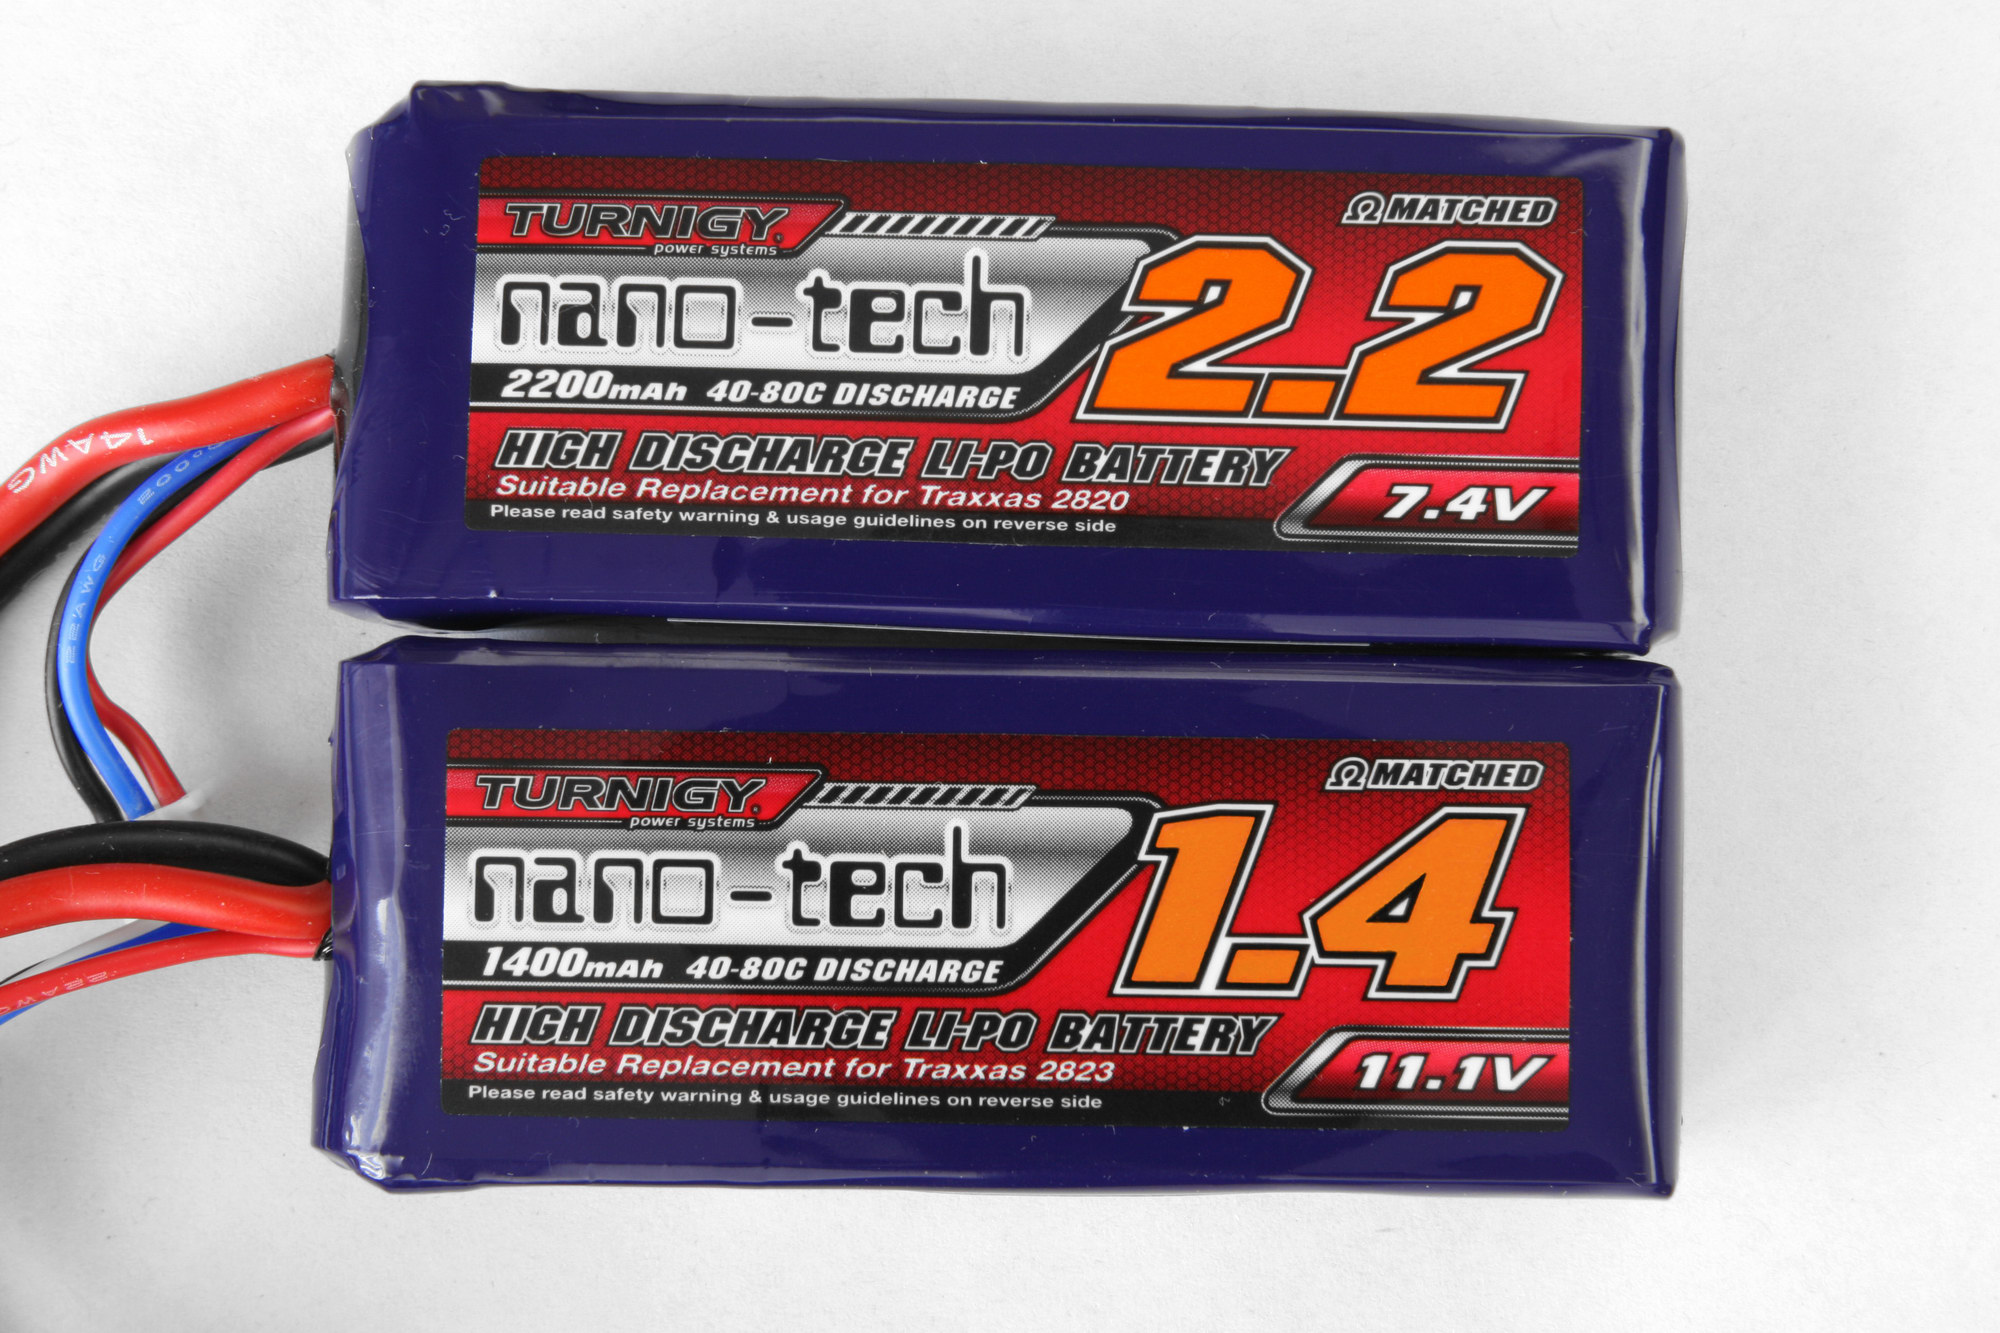 TURNIGY
power systems
Ω MATCHED
nano-tech
2.2
2200mAh 40-80C DISCHARGE
HIGH DISCHARGE LI-PO BATTERY
Suitable Replacement for Traxxas 2820
7.4V
Please read safety warning & usage guidelines on reverse side
14AWG
22AWG
TURNIGY
power systems
Ω MATCHED
nano-tech
1.4
1400mAh 40-80C DISCHARGE
HIGH DISCHARGE LI-PO BATTERY
Suitable Replacement for Traxxas 2823
11.1V
Please read safety warning & usage guidelines on reverse side